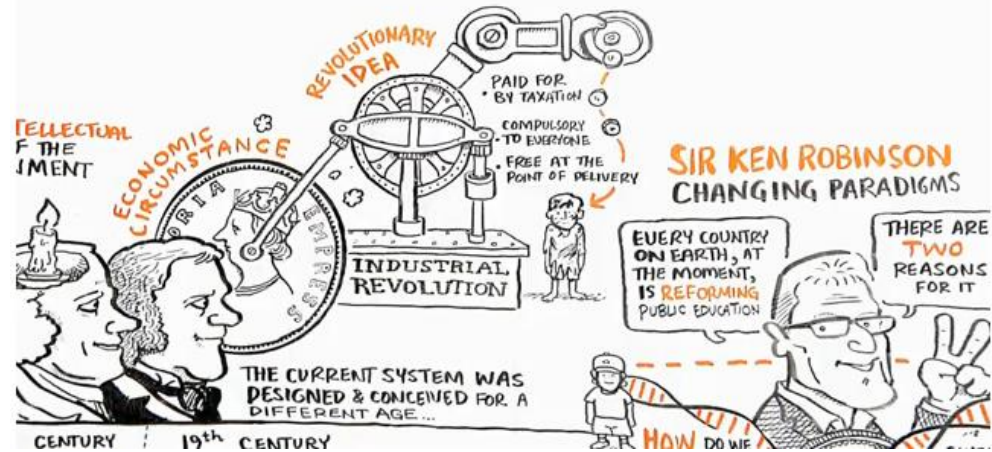 TELLECTUAL
F THE
MENT
ECONOMIC
CIRCUMSTANCE
REVOLUTIONARY
IDEA
• PAID FOR
BY TAXATION
• COMPULSORY
TO EVERYONE
• FREE AT THE
POINT OF DELIVERY
RIA
EMPRESS
INDUSTRIAL
REVOLUTION
THE CURRENT SYSTEM WAS
DESIGNED & CONCEIVED FOR A
DIFFERENT AGE...
CENTURY
19th CENTURY
SIR KEN ROBINSON
CHANGING PARADIGMS
EVERY COUNTRY
ON EARTH, AT
THE MOMENT,
IS REFORMING
PUBLIC EDUCATION
THERE ARE
TWO
REASONS
FOR IT
HOW DO WE